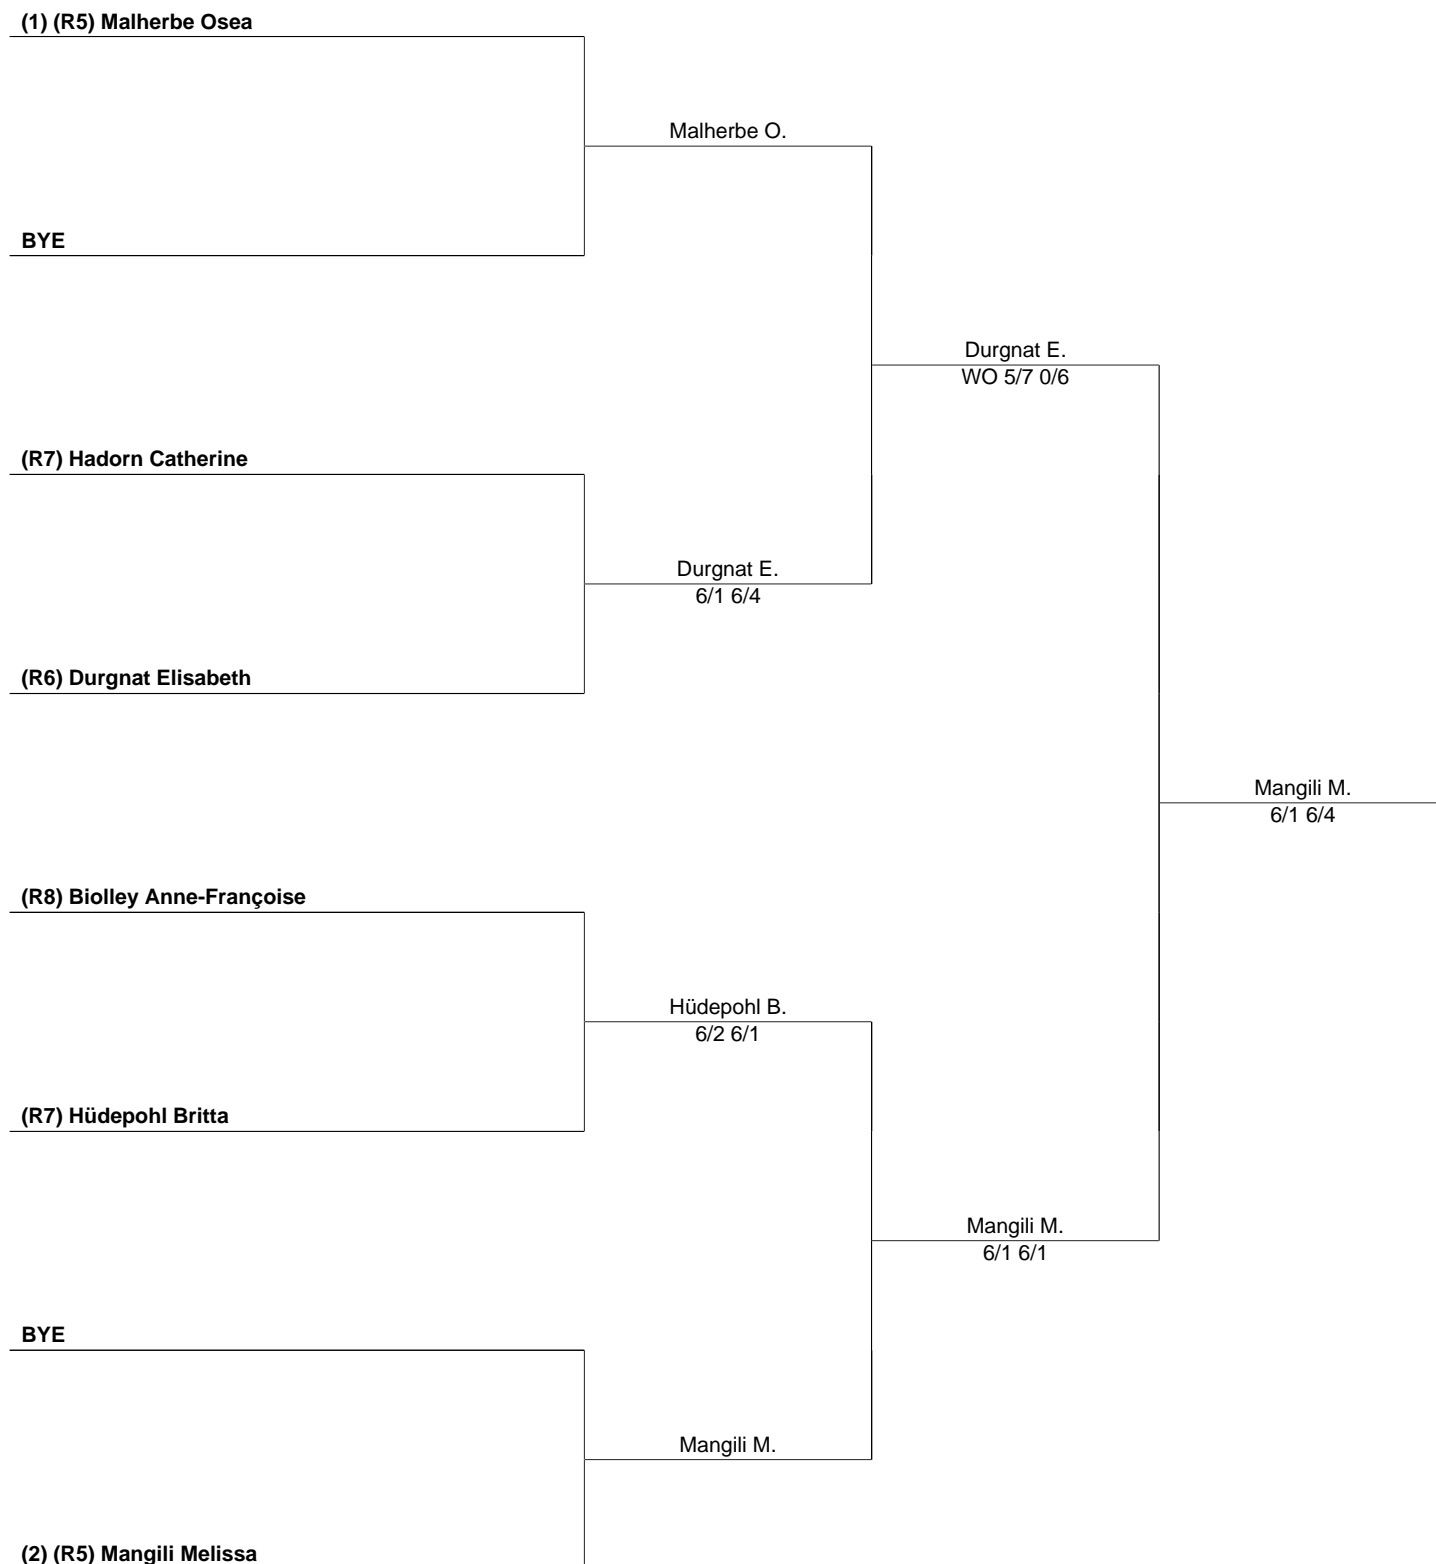 (1) (R5) Malherbe Osea
Malherbe O.
BYE
Durgnat E.
WO 5/7 0/6
(R7) Hadorn Catherine
Durgnat E.
6/1 6/4
(R6) Durgnat Elisabeth
Mangili M.
6/1 6/4
(R8) Biolley Anne-Françoise
Hüdepohl B.
6/2 6/1
(R7) Hüdepohl Britta
Mangili M.
6/1 6/1
BYE
Mangili M.
(2) (R5) Mangili Melissa